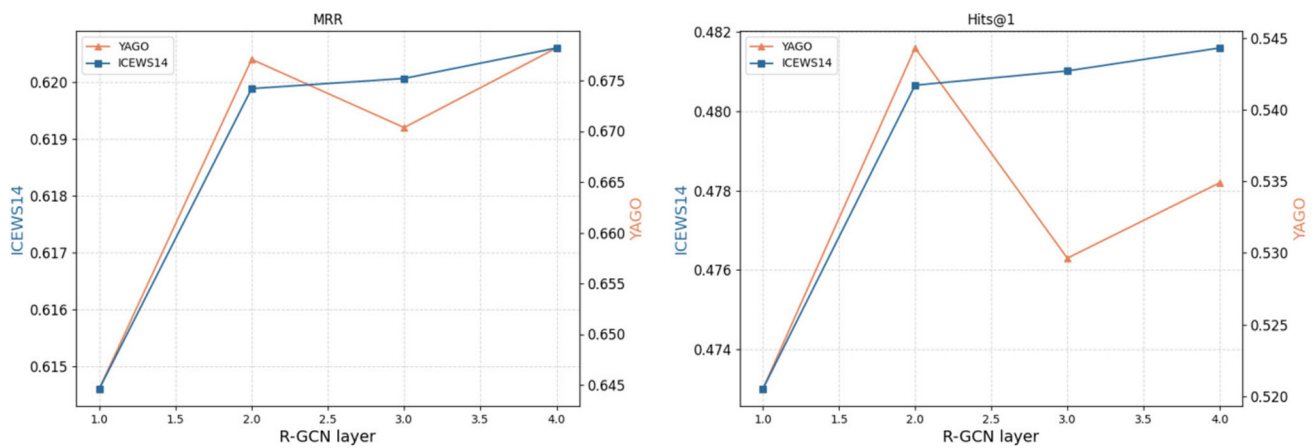 MRR
YAGO
ICEWS14
0.620
0.619
0.618
0.617
0.616
0.615
ICEWS14
0.675
0.670
0.665
0.660
0.655
0.650
0.645
YAGO
1.0 1.5 2.0 2.5 3.0 3.5 4.0
R-GCN layer
Hits@1
YAGO
ICEWS14
0.482
0.480
0.478
0.476
0.474
ICEWS14
0.545
0.540
0.535
0.530
0.525
0.520
YAGO
1.0 1.5 2.0 2.5 3.0 3.5 4.0
R-GCN layer